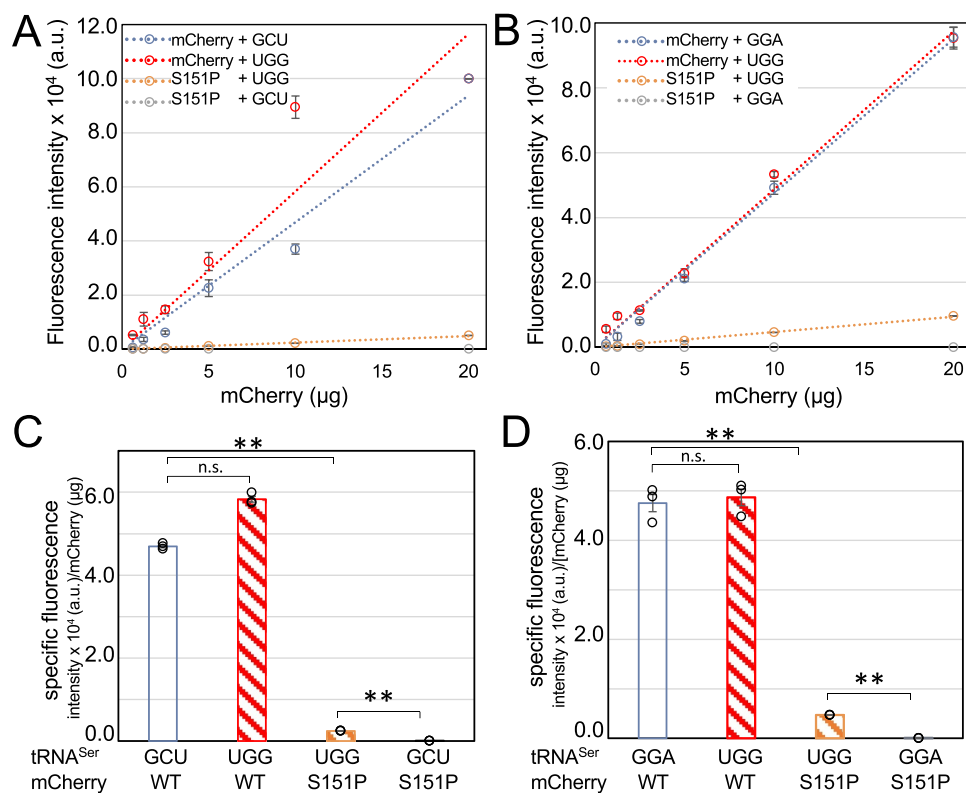 A
Fluorescence intensity x 10⁴ (a.u.)
12.0
10.0
8.0
6.0
4.0
2.0
0.0
mCherry + GCU
mCherry + UGG
S151P + UGG
S151P + GCU
0 5 10 15 20
mCherry (µg)
B
Fluorescence intensity x 10⁴ (a.u.)
10.0
8.0
6.0
4.0
2.0
0.0
mCherry + GGA
mCherry + UGG
S151P + UGG
S151P + GGA
0 5 10 15 20
mCherry (µg)
C
specific fluorescence
intensity x 10⁴ (a.u.)/mCherry (µg)
6.0
4.0
2.0
0.0
**
n.s.
**
tRNA^Ser GCU UGG UGG GCU
mCherry WT WT S151P S151P
D
specific fluorescence
intensity x 10⁴ (a.u.)/[mCherry (µg)
6.0
4.0
2.0
0.0
**
n.s.
**
tRNA^Ser GGA UGG UGG GGA
mCherry WT WT S151P S151P